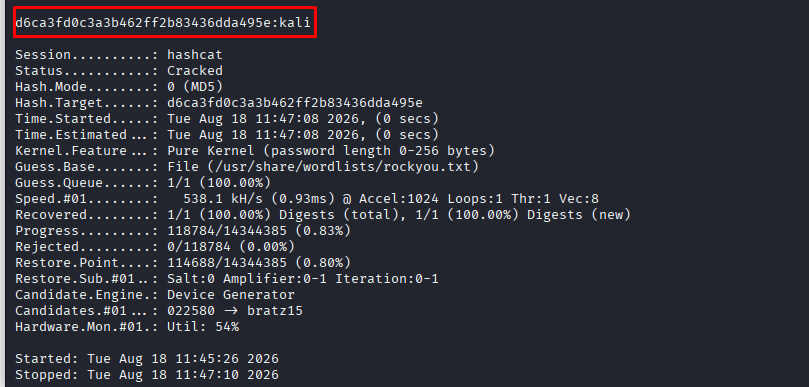 d6ca3fd0c3a3b462ff2b83436dda495e:kali
Session..........: hashcat
Status...........: Cracked
Hash.Mode........: 0 (MD5)
Hash.Target......: d6ca3fd0c3a3b462ff2b83436dda495e
Time.Started.....: Tue Aug 18 11:47:08 2026, (0 secs)
Time.Estimated...: Tue Aug 18 11:47:08 2026, (0 secs)
Kernel.Feature...: Pure Kernel (password length 0-256 bytes)
Guess.Base.......: File (/usr/share/wordlists/rockyou.txt)
Guess.Queue......: 1/1 (100.00%)
Speed.#01........:   538.1 kH/s (0.93ms) @ Accel:1024 Loops:1 Thr:1 Vec:8
Recovered........: 1/1 (100.00%) Digests (total), 1/1 (100.00%) Digests (new)
Progress.........: 118784/14344385 (0.83%)
Rejected.........: 0/118784 (0.00%)
Restore.Point....: 114688/14344385 (0.80%)
Restore.Sub.#01..: Salt:0 Amplifier:0-1 Iteration:0-1
Candidate.Engine.: Device Generator
Candidates.#01...: 022580 -> bratz15
Hardware.Mon.#01.: Util: 54%
Started: Tue Aug 18 11:45:26 2026
Stopped: Tue Aug 18 11:47:10 2026